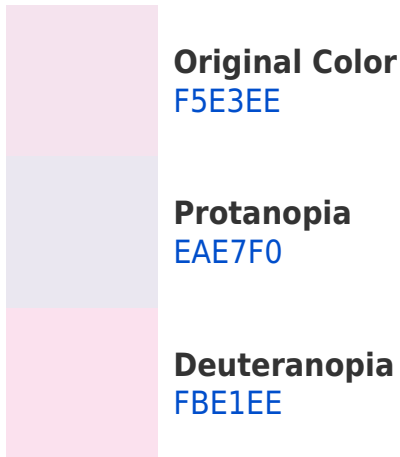 Original Color
F5E3EE
Protanopia
EAE7F0
Deuteranopia
FBE1EE